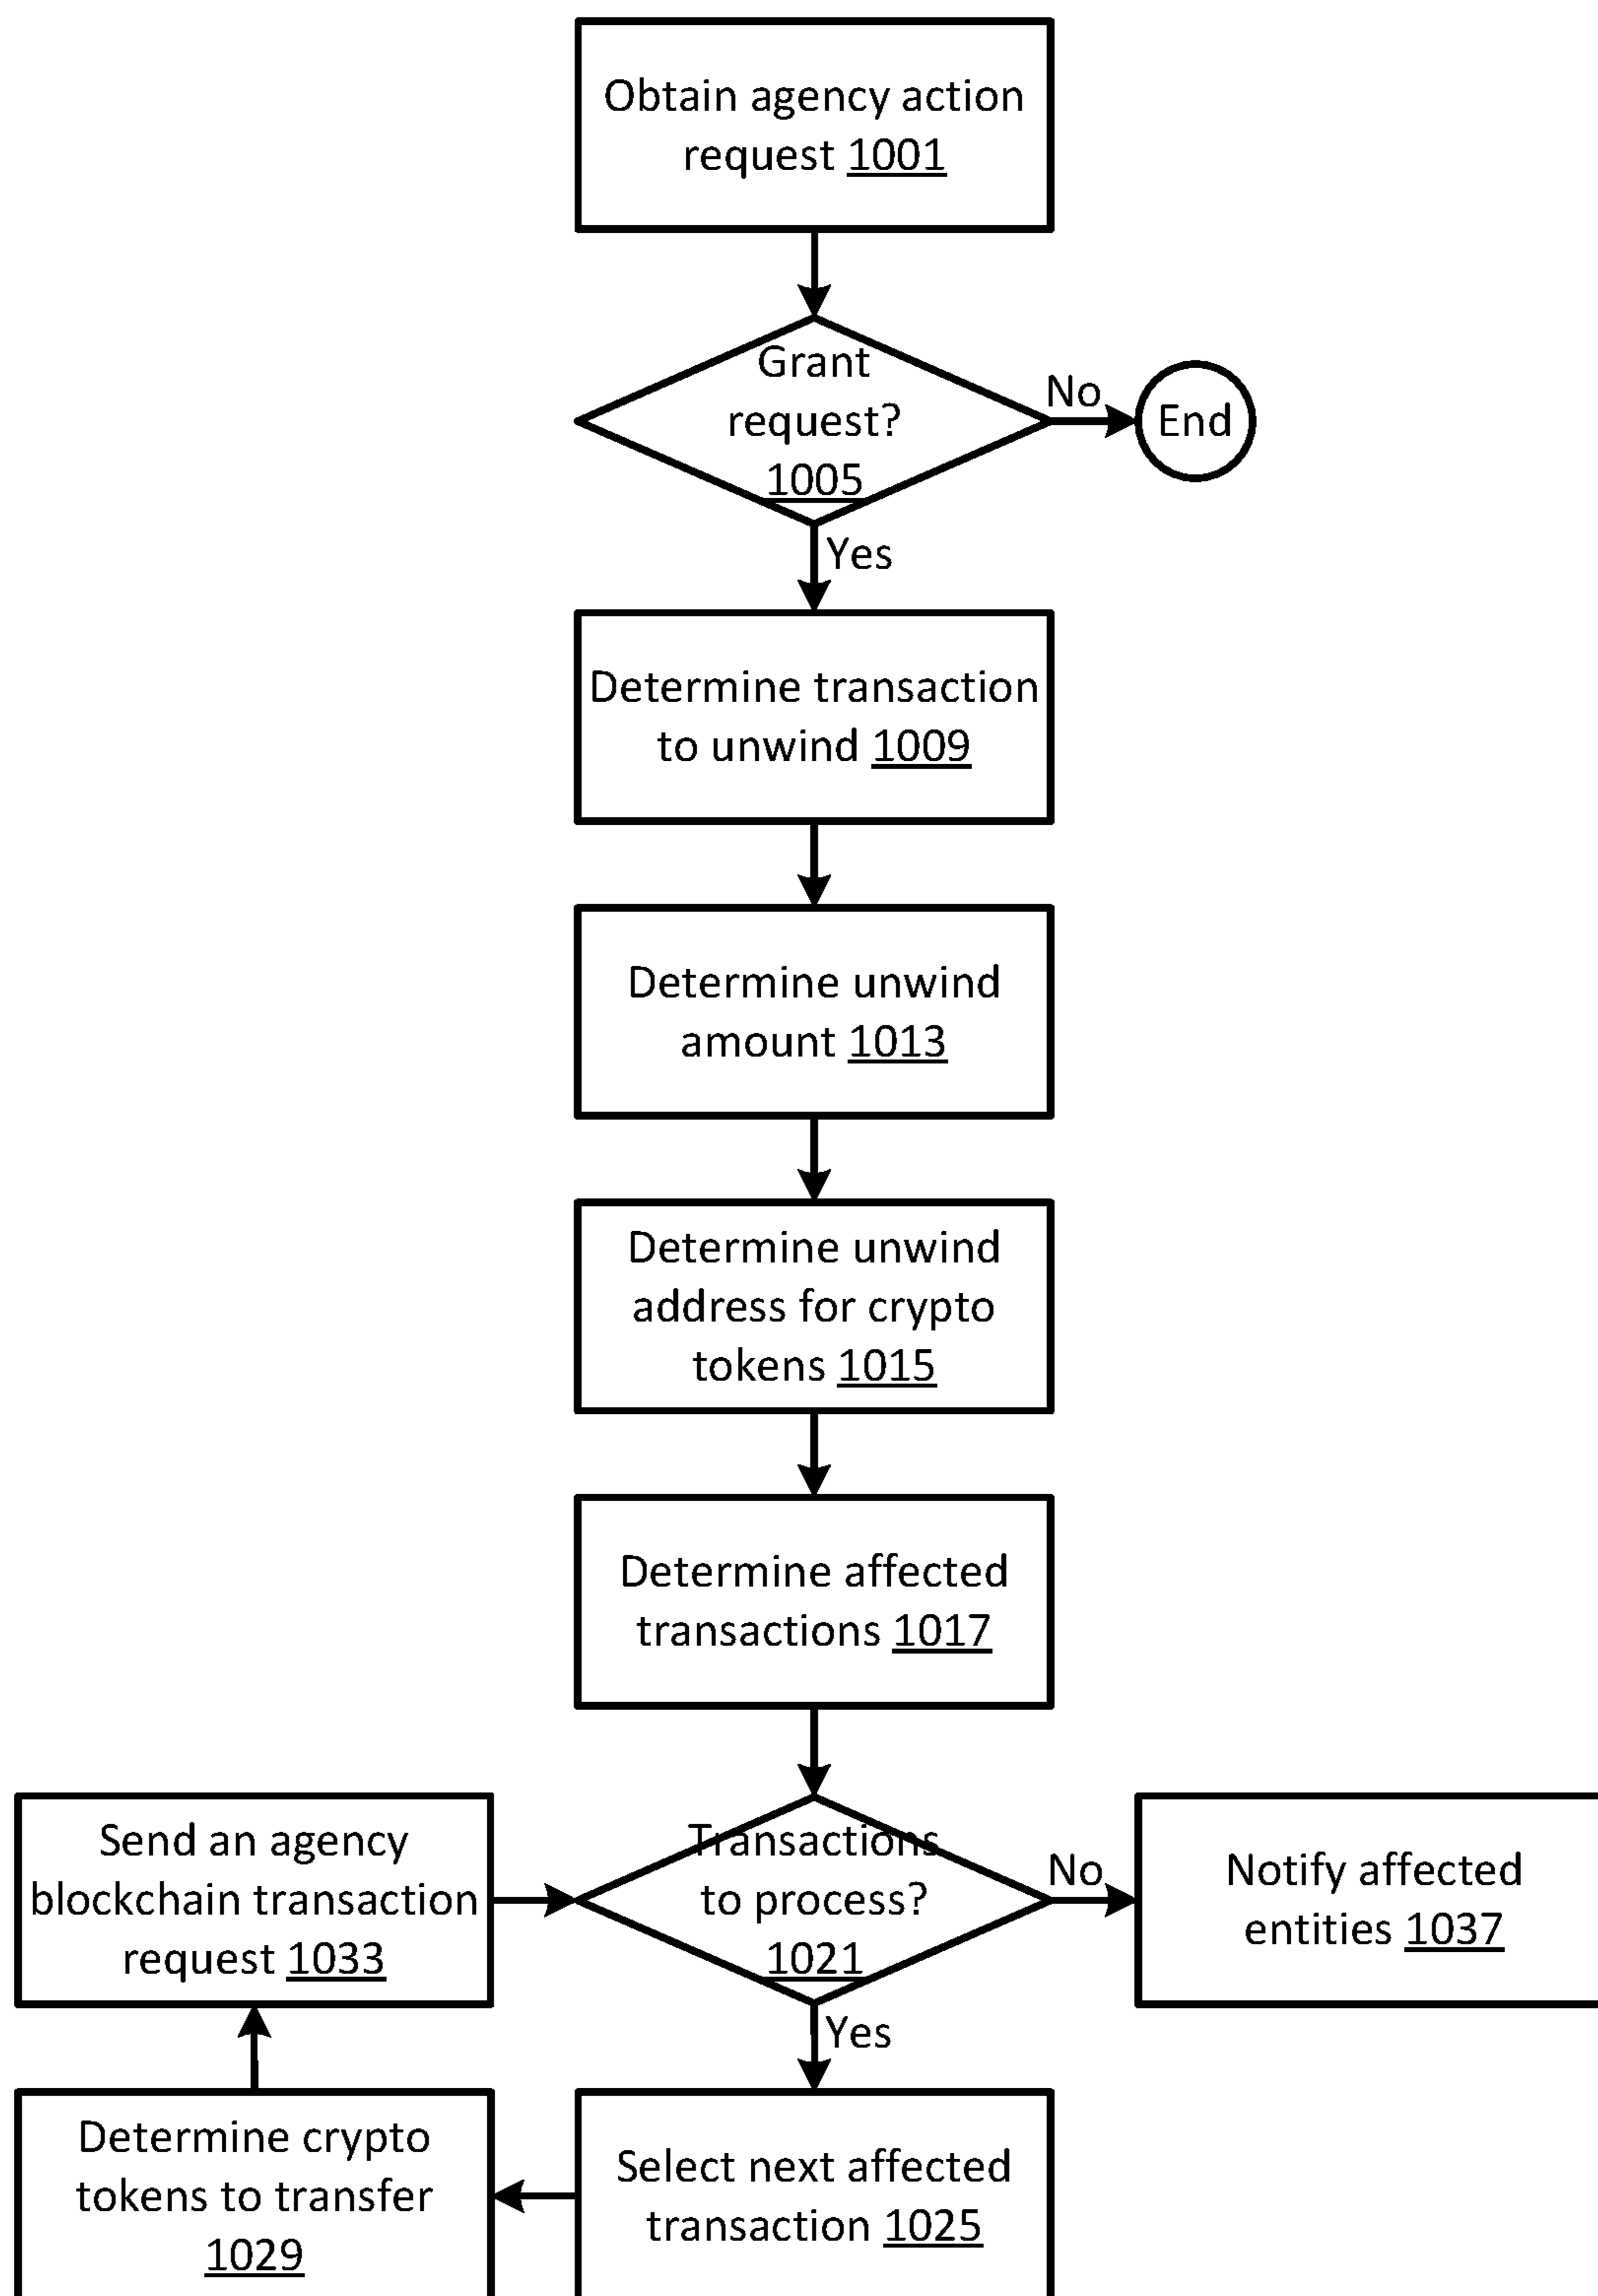 Obtain agency action
request 1001
Grant
request?
1005
No
End
Yes
Determine transaction
to unwind 1009
Determine unwind
amount 1013
Determine unwind
address for crypto
tokens 1015
Determine affected
transactions 1017
Send an agency
blockchain transaction
request 1033
Transactions
to process?
1021
No
Notify affected
entities 1037
Yes
Determine crypto
tokens to transfer
1029
Select next affected
transaction 1025